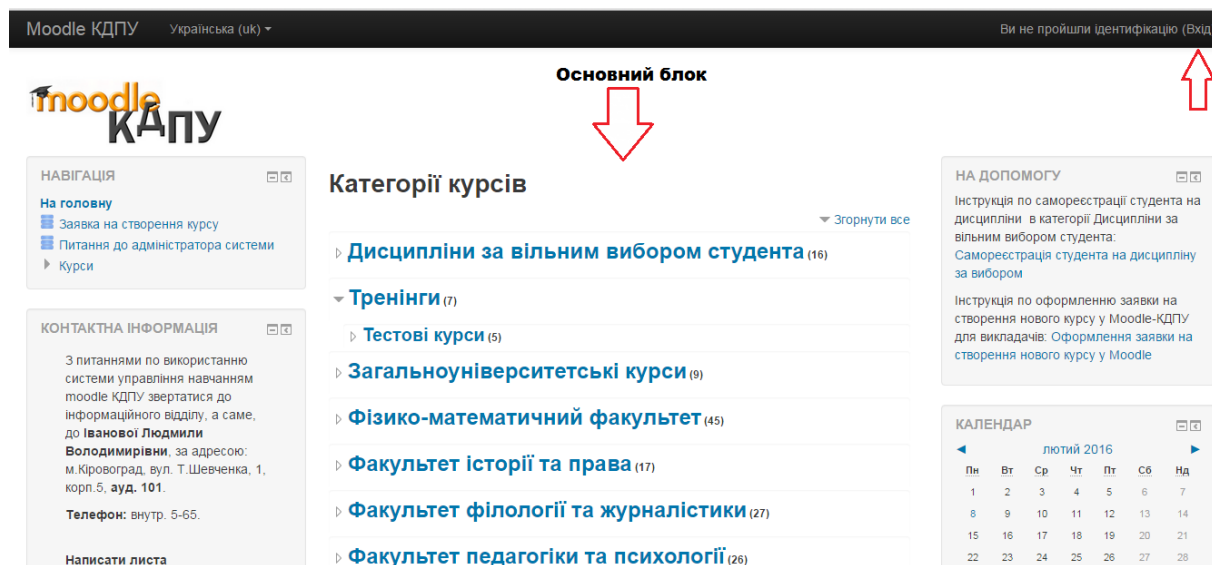 Moodle КДПУ Українська (uk) Ви не пройшли ідентифікацію (Вхід
Основний блок
moodle
КДПУ
НАВІГАЦІЯ
На головну
Заявка на створення курсу
Питання до адміністратора системи
Курси
КОНТАКТНА ІНФОРМАЦІЯ
З питаннями по використанню
системи управління навчанням
moodle КДПУ звертатися до
інформаційного відділу, а саме,
до Іванової Людмили
Володимирівни, за адресою:
м.Кіровоград, вул. Т.Шевченка, 1,
корп.5, ауд. 101.
Телефон: внутр. 5-65.
Написати листа
Категорії курсів
Згорнути все
Дисципліни за вільним вибором студента (16)
Тренінги (7)
Тестові курси (5)
Загальноуніверситетські курси (9)
Фізико-математичний факультет (45)
Факультет історії та права (17)
Факультет філології та журналістики (27)
Факультет педагогіки та психології (26)
НА ДОПОМОГУ
Інструкція по самореєстрації студента на
дисципліни в категорії Дисципліни за
вільним вибором студента:
Самореєстрація студента на дисципліну
за вибором
Інструкція по оформленню заявки на
створення нового курсу у Moodle-КДПУ
для викладачів: Оформлення заявки на
створення нового курсу у Moodle
КАЛЕНДАР
лютий 2016
Пн Вт Ср Чт Пт Сб Нд
1 2 3 4 5 6 7
8 9 10 11 12 13 14
15 16 17 18 19 20 21
22 23 24 25 26 27 28